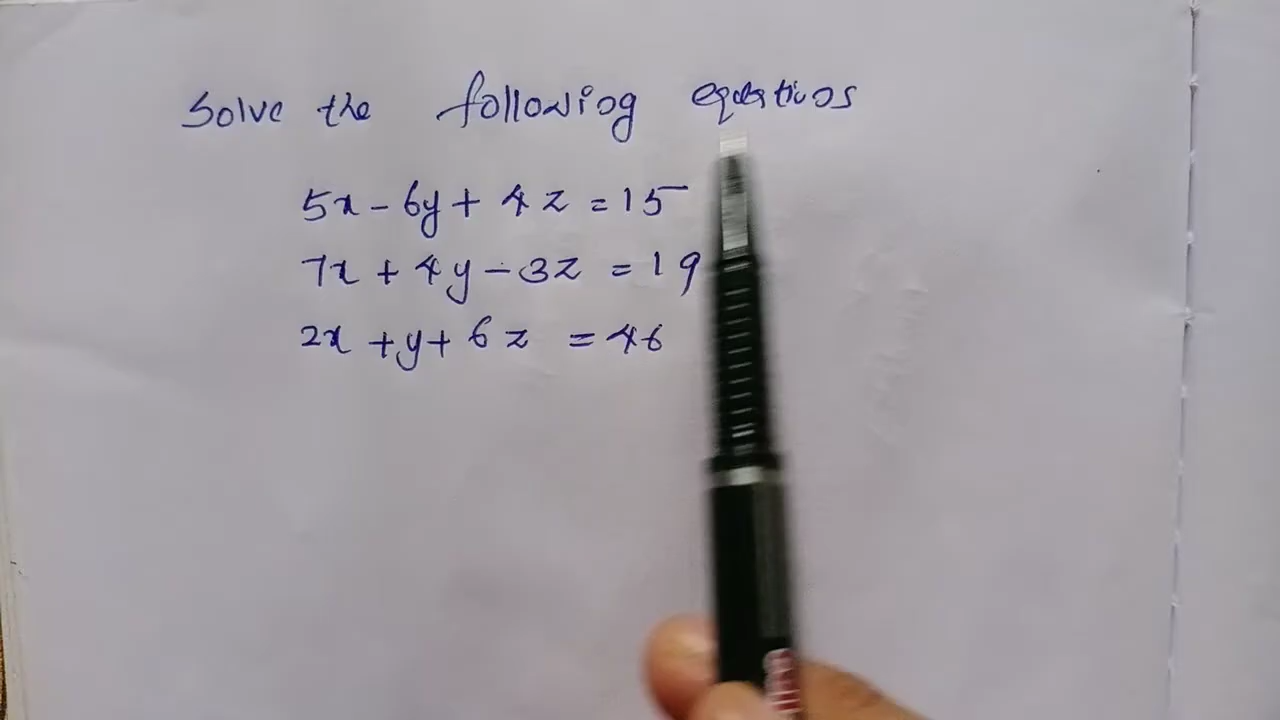 Solve the following equations
5x - 6y + 4z = 15
7x + 4y - 3z = 19
2x + y + 6z = 46